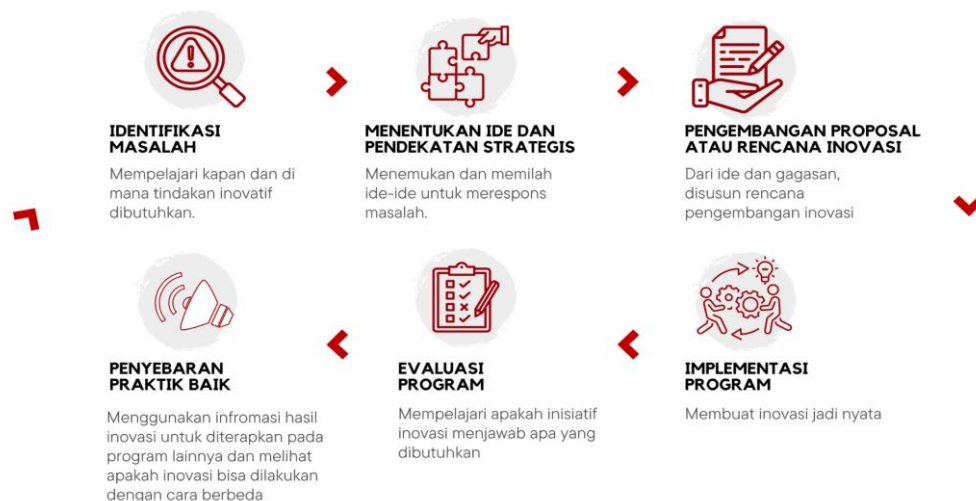 IDENTIFIKASI
MASALAH
Mempelajari kapan dan di
mana tindakan inovatif
dibutuhkan.
MENENTUKAN IDE DAN
PENDEKATAN STRATEGIS
Menemukan dan memilah
ide-ide untuk merespons
masalah.
PENGEMBANGAN PROPOSAL
ATAU RENCANA INOVASI
Dari ide dan gagasan,
disusun rencana
pengembangan inovasi
IMPLEMENTASI
PROGRAM
Membuat inovasi jadi nyata
EVALUASI
PROGRAM
Mempelajari apakah inisiatif
inovasi menjawab apa yang
dibutuhkan
PENYEBARAN
PRAKTIK BAIK
Menggunakan infromasi hasil
inovasi untuk diterapkan pada
program lainnya dan melihat
apakah inovasi bisa dilakukan
dengan cara berbeda